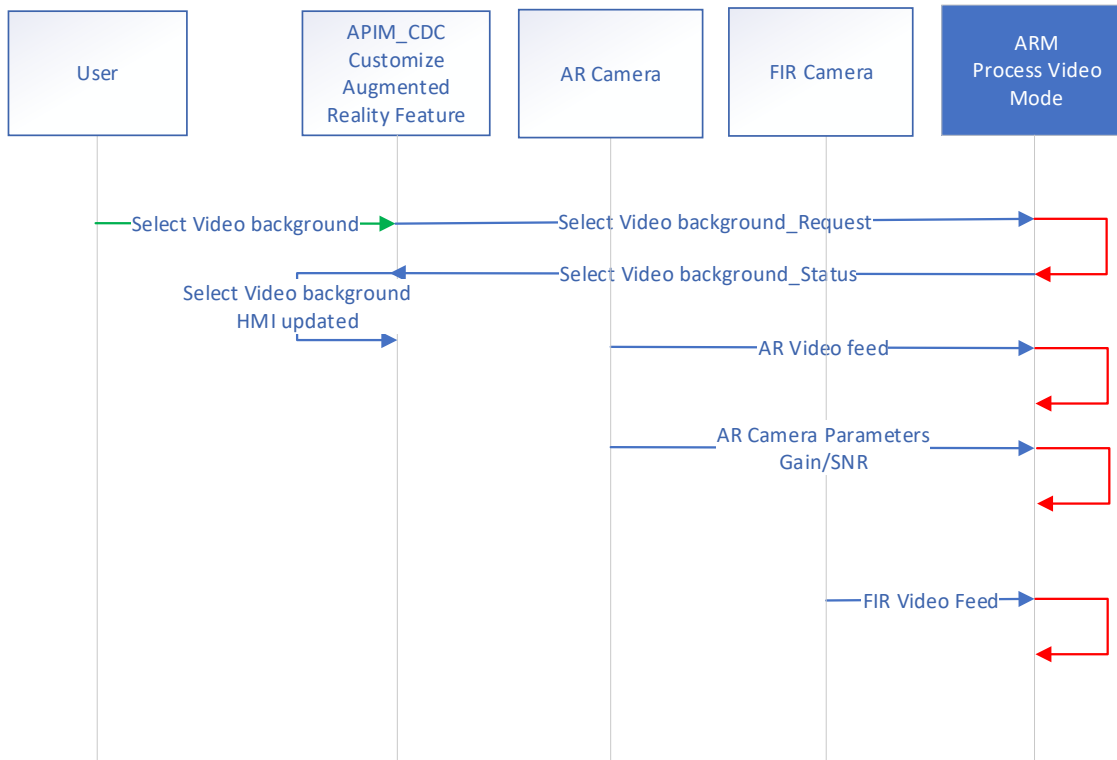 User
APIM_CDC
Customize
Augmented
Reality Feature
AR Camera
FIR Camera
ARM
Process Video
Mode
Select Video background
Select Video background_Request
Select Video background_Status
Select Video background
HMI updated
AR Video feed
AR Camera Parameters
Gain/SNR
FIR Video Feed